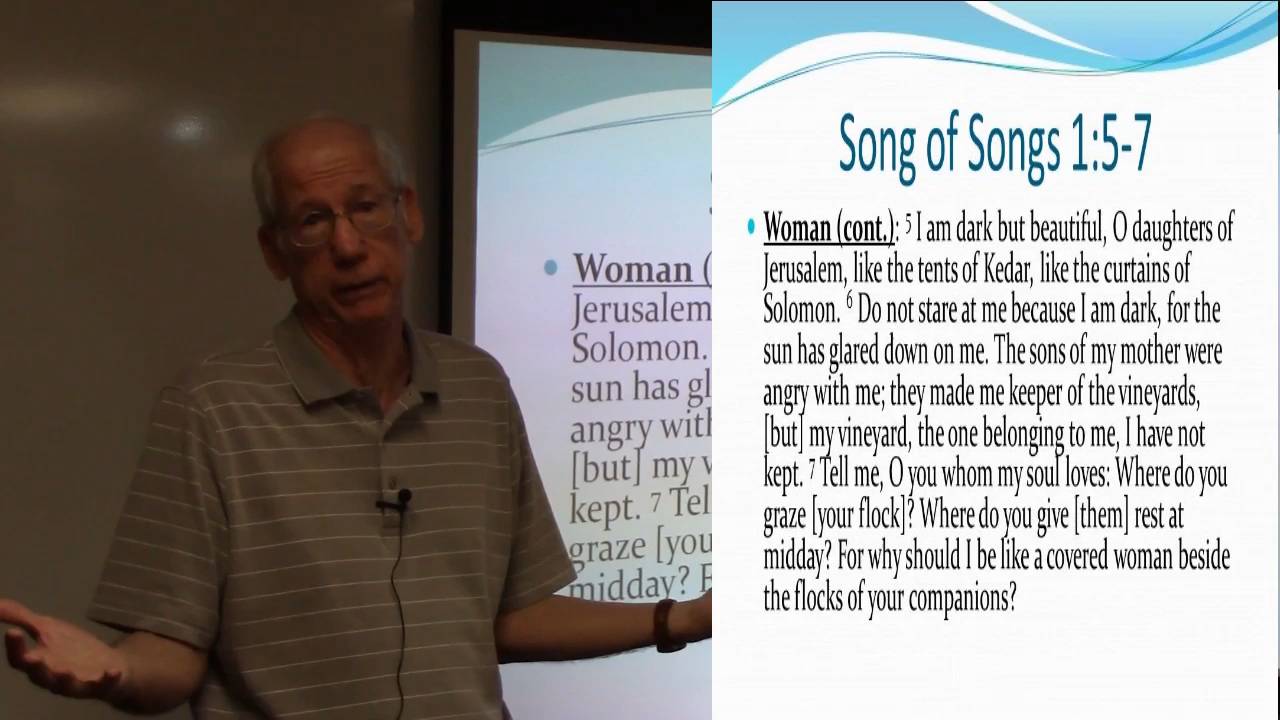 Woman (
Jerusalem
Solomon.
sun has gl
angry with
[but] my v
kept. 7 Tel
graze [you
midday? F
Song of Songs 1:5-7
• Woman (cont.): 5 I am dark but beautiful, O daughters of
Jerusalem, like the tents of Kedar, like the curtains of
Solomon. 6 Do not stare at me because I am dark, for the
sun has glared down on me. The sons of my mother were
angry with me; they made me keeper of the vineyards,
[but] my vineyard, the one belonging to me, I have not
kept. 7 Tell me, O you whom my soul loves: Where do you
graze [your flock]? Where do you give [them] rest at
midday? For why should I be like a covered woman beside
the flocks of your companions?